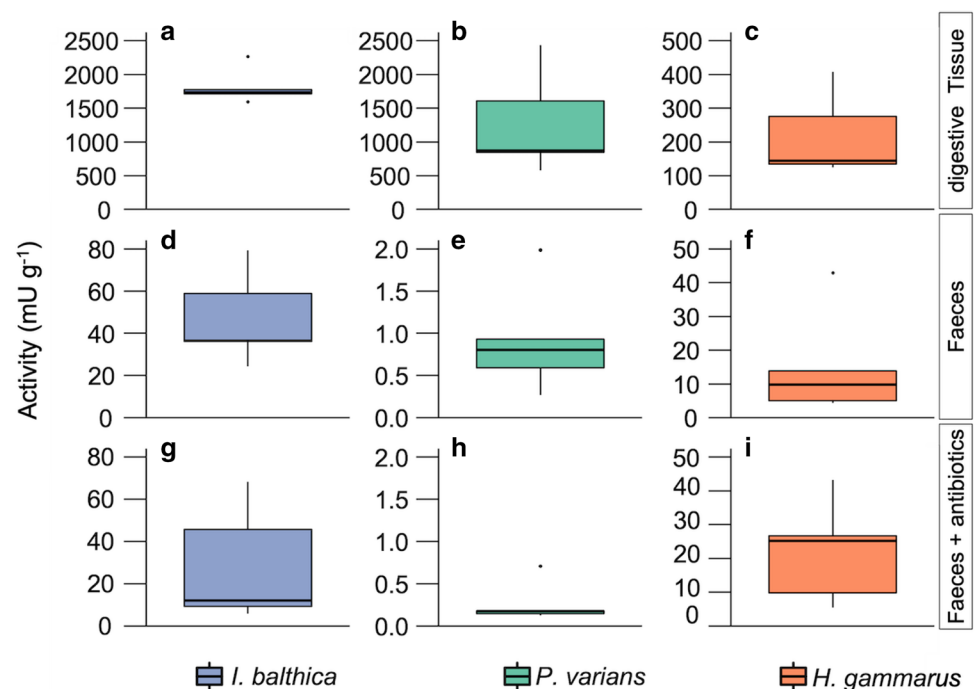 a b c
2500 2500 500
2000 2000 400
1500 1500 300
1000 1000 200
500 500 100
0 0 0
digestive Tissue
d e f
80 2.0 50
60 1.5 40
40 1.0 30
20 0.5 20
0 0.0 10
0
Faeces
Activity (mU g-1)
g h i
80 2.0 50
60 1.5 40
40 1.0 30
20 0.5 20
0 0.0 10
0
Faeces + antibiotics
I. balthica P. varians H. gammarus